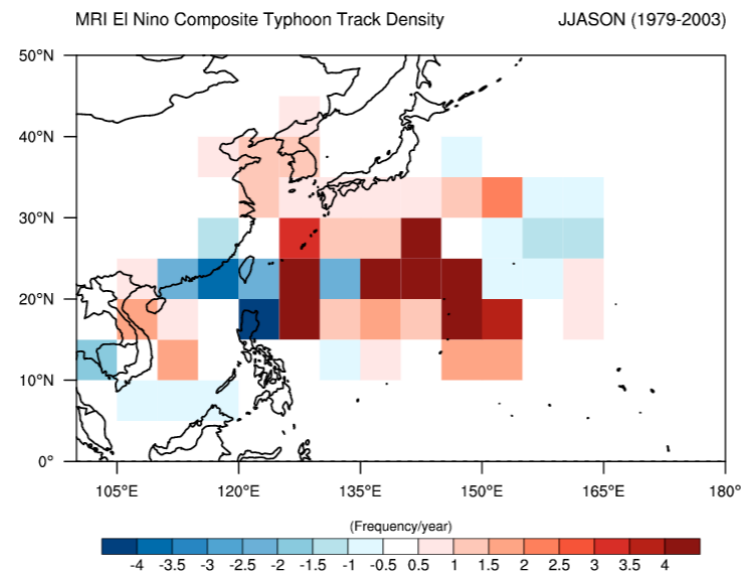 MRI El Nino Composite Typhoon Track Density JJASON (1979-2003)
50°N
40°N
30°N
20°N
10°N
0°
105°E 120°E 135°E 150°E 165°E 180°
(Frequency/year)
-4 -3.5 -3 -2.5 -2 -1.5 -1 -0.5 0.5 1 1.5 2 2.5 3 3.5 4